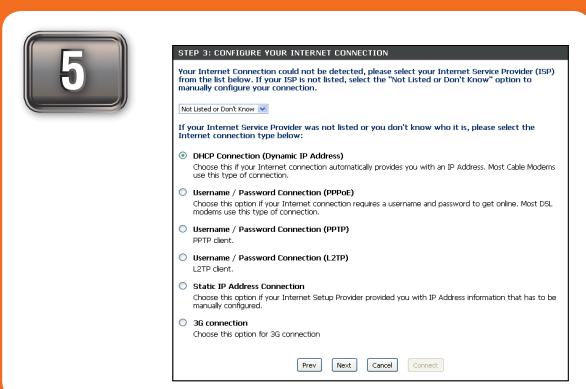 5
STEP 3: CONFIGURE YOUR INTERNET CONNECTION
Your Internet Connection could not be detected, please select your Internet Service Provider (ISP)
from the list below. If your ISP is not listed, select the "Not Listed or Don't Know" option to
manually configure your connection.
Not Listed or Don't Know
If your Internet Service Provider was not listed or you don't know who it is, please select the
Internet connection type below:
DHCP Connection (Dynamic IP Address)
Choose this if your Internet connection automatically provides you with an IP Address. Most Cable Modems
use this type of connection.
Username / Password Connection (PPPoE)
Choose this option if your Internet connection requires a username and password to get online. Most DSL
modems use this type of connection.
Username / Password Connection (PPTP)
PPTP client.
Username / Password Connection (L2TP)
L2TP client.
Static IP Address Connection
Choose this option if your Internet Setup Provider provided you with IP Address information that has to be
manually configured.
3G connection
Choose this option for 3G connection
Prev Next Cancel Connect